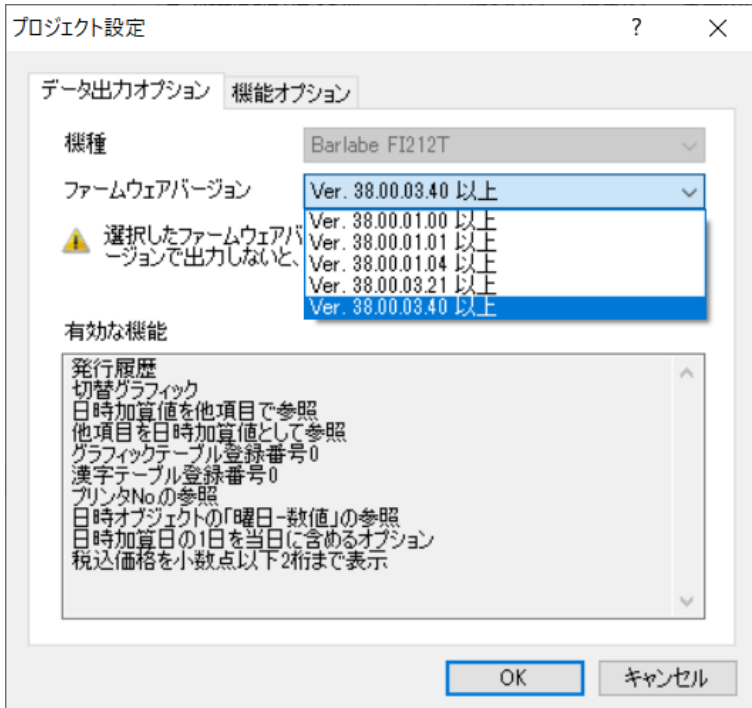 プロジェクト設定
?
データ出力オプション 機能オプション
機種 Barlabe FI212T
ファームウェアバージョン Ver. 38.00.03.40 以上
Ver. 38.00.01.00 以上
Ver. 38.00.01.01 以上
Ver. 38.00.01.04 以上
Ver. 38.00.03.21 以上
Ver. 38.00.03.40 以上
選択したファームウェアバ
ージョンで出力しないと、
有効な機能
発行履歴
切替グラフィック
日時加算値を他項目で参照
他項目を日時加算値として参照
グラフィックテーブル登録番号0
漢字テーブル登録番号0
プリンタNo.の参照
日時オブジェクトの「曜日-数値」の参照
日時加算日の1日を当日に含めるオプション
税込価格を小数点以下2桁まで表示
OK キャンセル